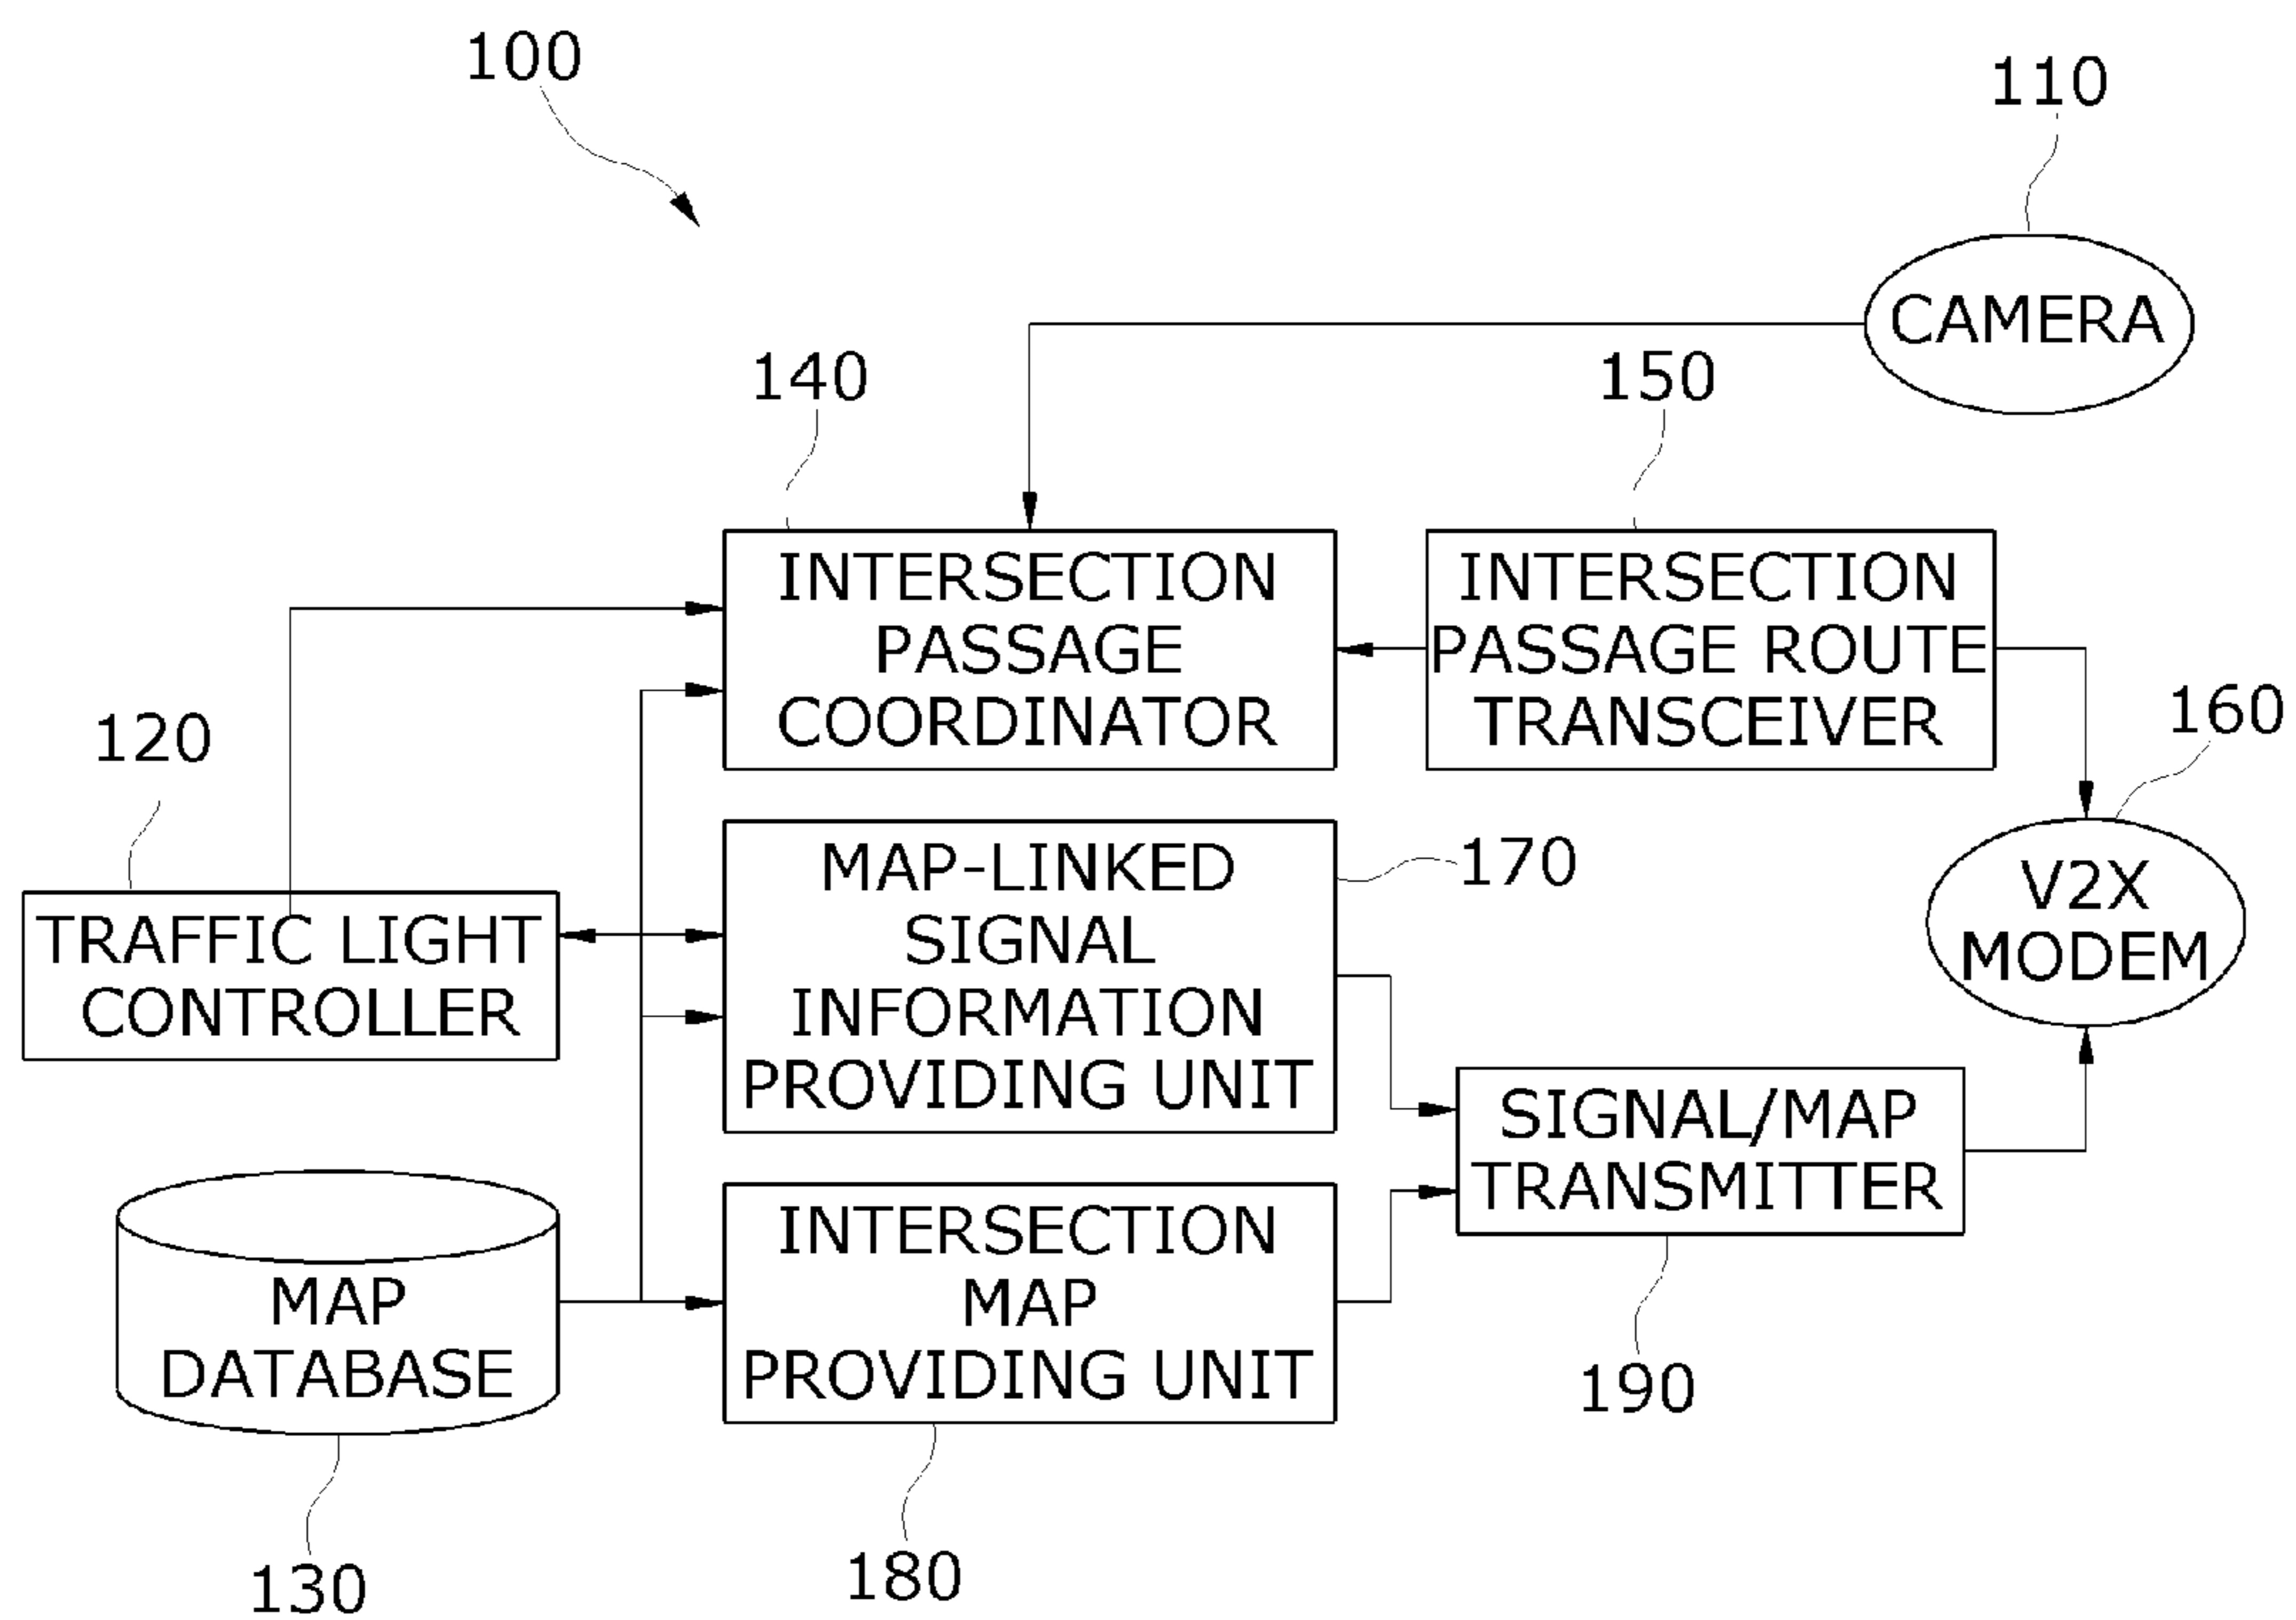 100
110
CAMERA
140
150
INTERSECTION
PASSAGE
COORDINATOR
INTERSECTION
PASSAGE ROUTE
TRANSCEIVER
160
120
MAP-LINKED
SIGNAL
INFORMATION
PROVIDING UNIT
170
V2X
MODEM
TRAFFIC LIGHT
CONTROLLER
SIGNAL/MAP
TRANSMITTER
INTERSECTION
MAP
PROVIDING UNIT
MAP
DATABASE
190
130
180